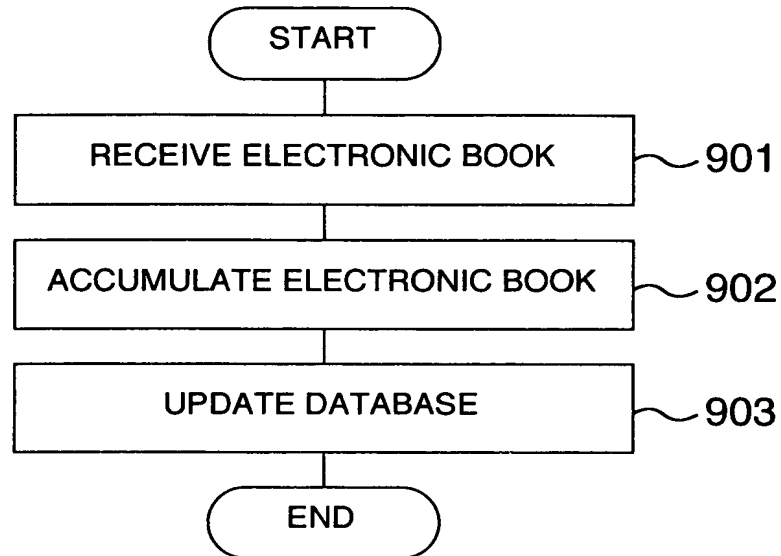 START
RECEIVE ELECTRONIC BOOK 901
ACCUMULATE ELECTRONIC BOOK 902
UPDATE DATABASE 903
END